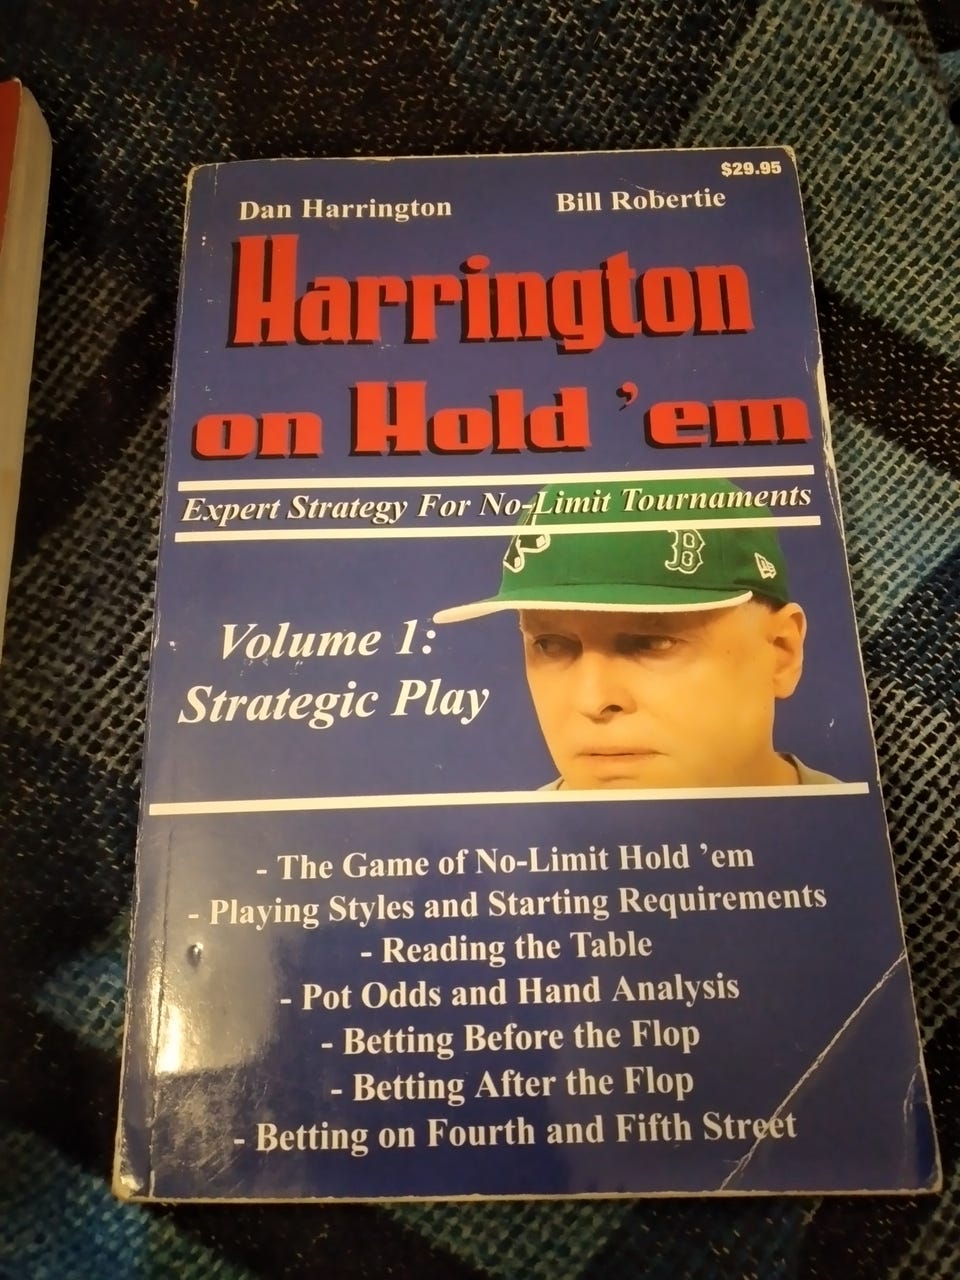 $29.95
Dan Harrington Bill Robertie
Harrington
on Hold 'em
Expert Strategy For No-Limit Tournaments
B
Volume 1:
Strategic Play
- The Game of No-Limit Hold 'em
- Playing Styles and Starting Requirements
- Reading the Table
- Pot Odds and Hand Analysis
- Betting Before the Flop
- Betting After the Flop
- Betting on Fourth and Fifth Street